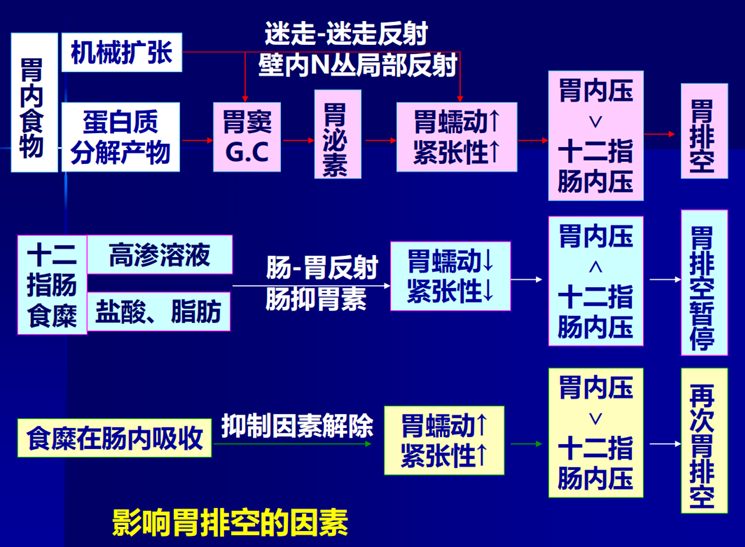 胃内食物
机械扩张
迷走-迷走反射
壁内N丛局部反射
蛋白质
分解产物
胃窦
G.C
胃泌素
胃蠕动↑
紧张性↑
胃内压
>
十二指
肠内压
胃排空
十二
指肠
食糜
高渗溶液
盐酸、脂肪
肠-胃反射
肠抑胃素
胃蠕动↓
紧张性↓
胃内压
<
十二指
肠内压
胃排空暂停
食糜在肠内吸收
抑制因素解除
胃蠕动↑
紧张性↑
胃内压
>
十二指
肠内压
再次胃排空
影响胃排空的因素